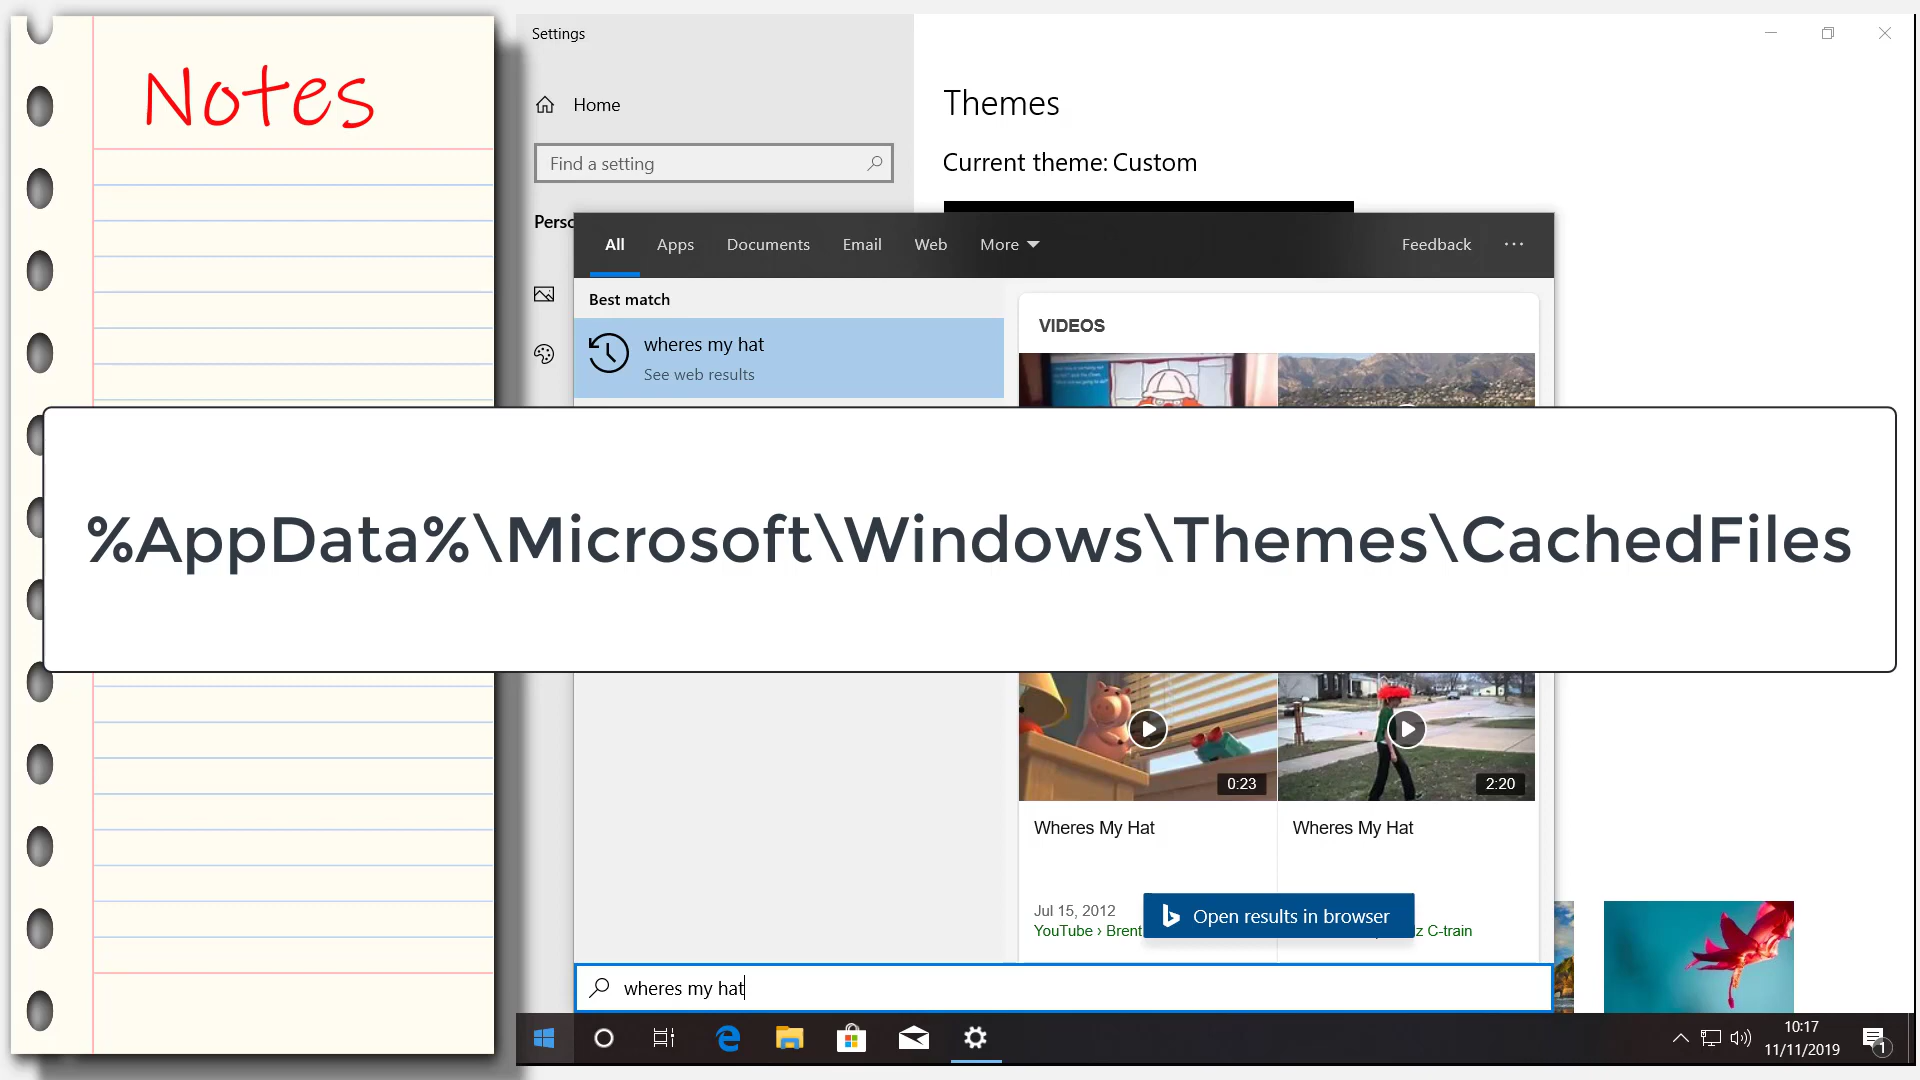 Notes
Settings
Home
Find a setting
Themes
Current theme: Custom
All
Apps
Documents
Email
Web
More
Feedback
Best match
wheres my hat
See web results
VIDEOS
%AppData%\Microsoft\Windows\Themes\CachedFiles
0:23
2:20
Wheres My Hat
Wheres My Hat
Jul 15, 2012
YouTube › Brent
z C-train
Open results in browser
wheres my hat
10:17
11/11/2019
1